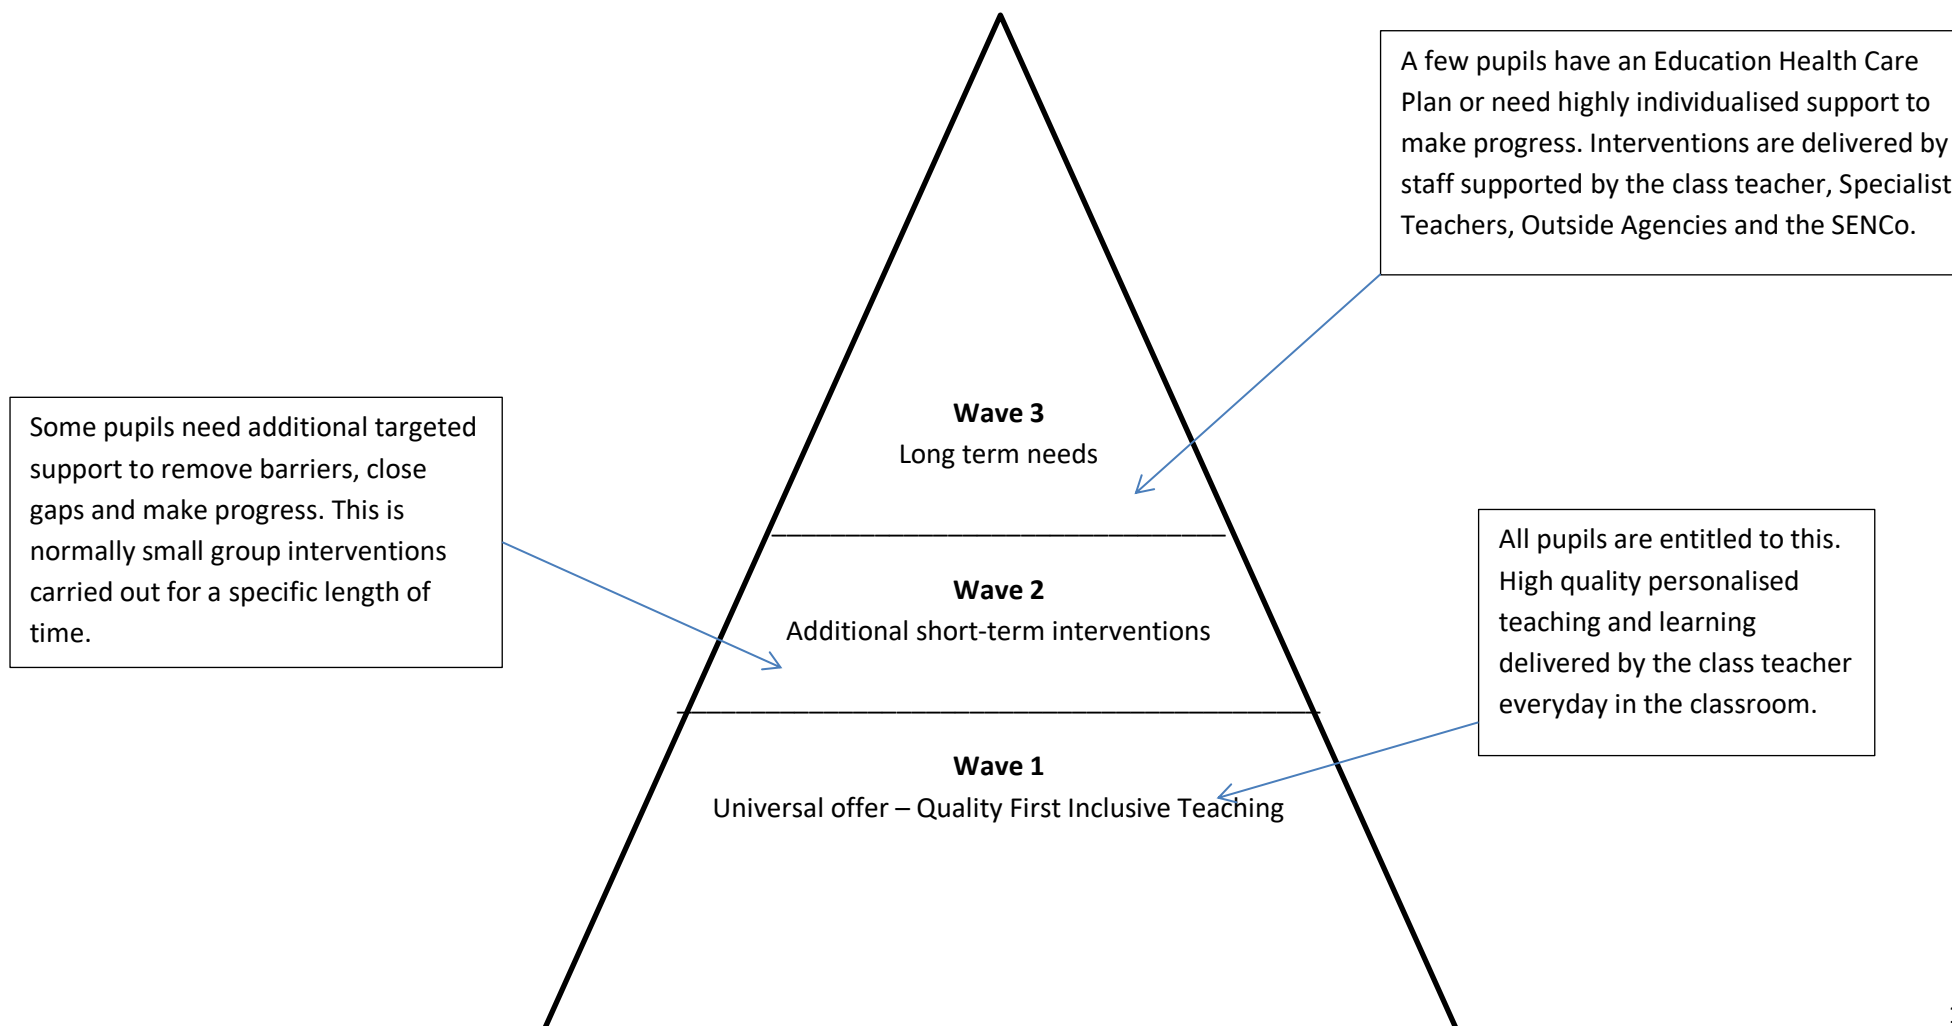 A few pupils have an Education Health Care
Plan or need highly individualised support to
make progress. Interventions are delivered by
staff supported by the class teacher, Specialist
Teachers, Outside Agencies and the SENCo.
Wave 3
Long term needs
Some pupils need additional targeted
support to remove barriers, close
gaps and make progress. This is
normally small group interventions
carried out for a specific length of
time.
Wave 2
Additional short-term interventions
All pupils are entitled to this.
High quality personalised
teaching and learning
delivered by the class teacher
everyday in the classroom.
Wave 1
Universal offer – Quality First Inclusive Teaching